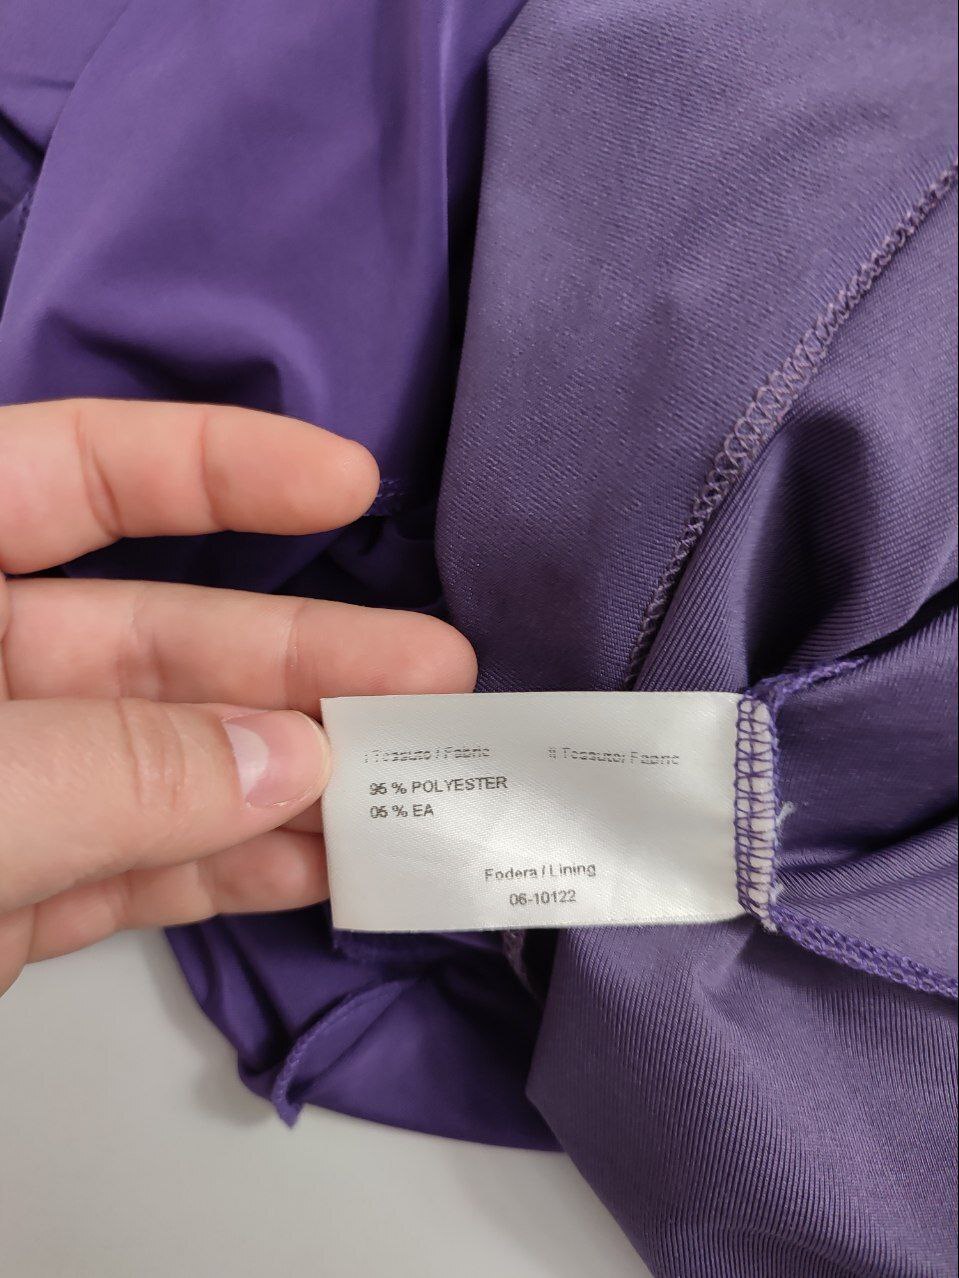 I Tessuto / Fabric II Tessuto/ Fabric
95 % POLYESTER
05 % EA
Fodera / Lining
06-10122